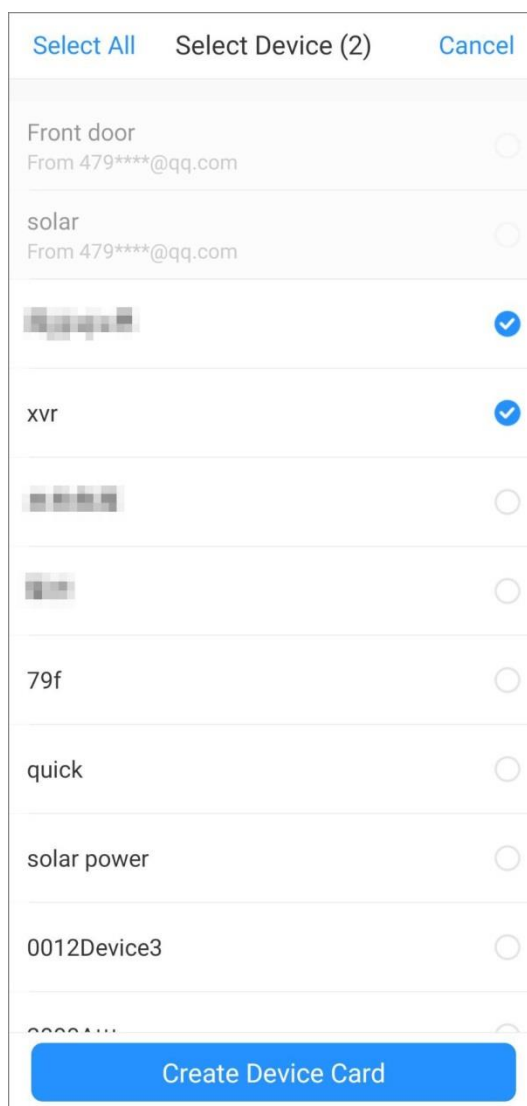 Select All Select Device (2) Cancel
Front door
From 479****@qq.com
solar
From 479****@qq.com
xvr
79f
quick
solar power
0012Device3
Create Device Card